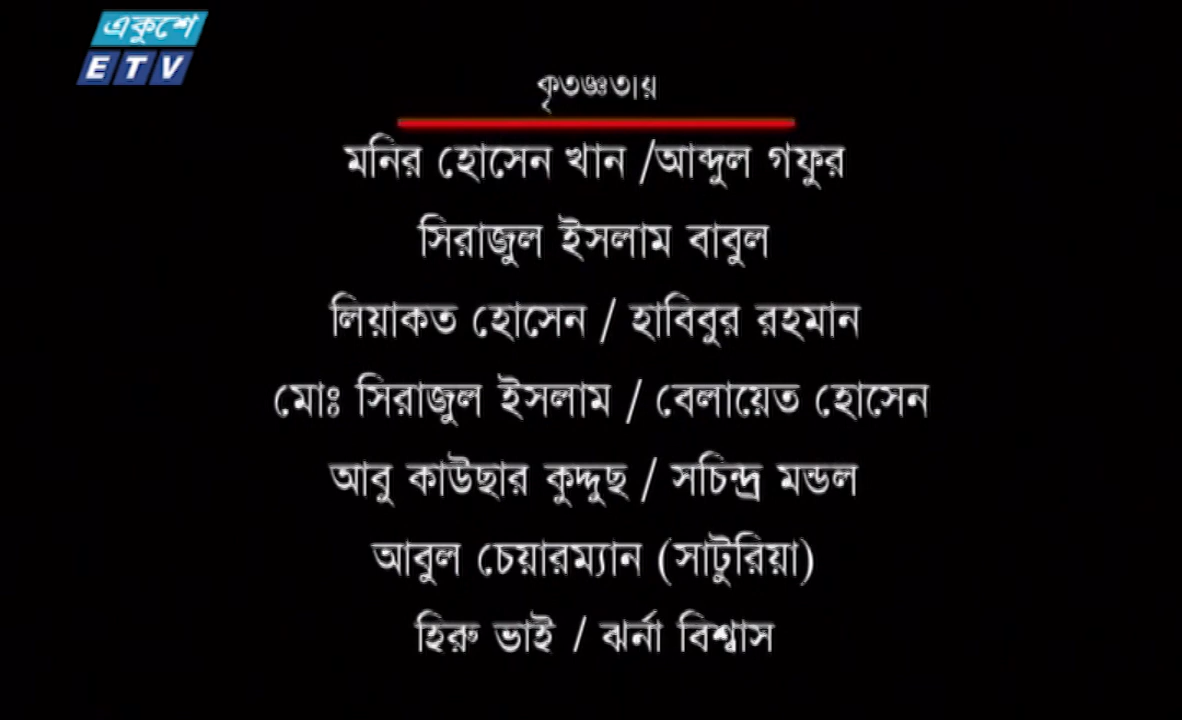 একুশে
ETV
কৃতজ্ঞতায়
মনির হোসেন খান /আব্দুল গফুর
সিরাজুল ইসলাম বাবুল
লিয়াকত হোসেন / হাবিবুর রহমান
মোঃ সিরাজুল ইসলাম / বেলায়েত হোসেন
আবু কাউছার কুদ্দুছ / সচিন্দ্র মন্ডল
আবুল চেয়ারম্যান (সাটুরিয়া)
হিরু ভাই / ঝর্না বিশ্বাস